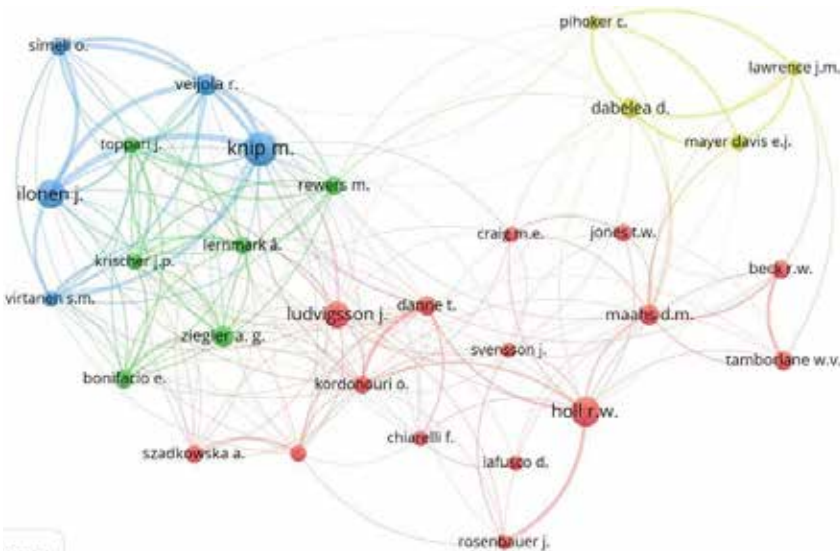 pihoker c.
simell o.
lawrence j.m.
veijola r.
dabelea d.
toppari j.
knip m.
mayer davis e.j.
rewers m.
ilonen j.
craig m.e.
jones t.w.
lernmark å.
krischer j.p.
beck r.w.
virtanen s.m.
danne t.
ludvigsson j.
maahs d.m.
ziegler a. g.
svensson j.
tamborlane w.v.
bonifacio e.
kordonouri o.
holl r.w.
chiarelli f.
szadkowska a.
iafusco d.
rosenbauer j.